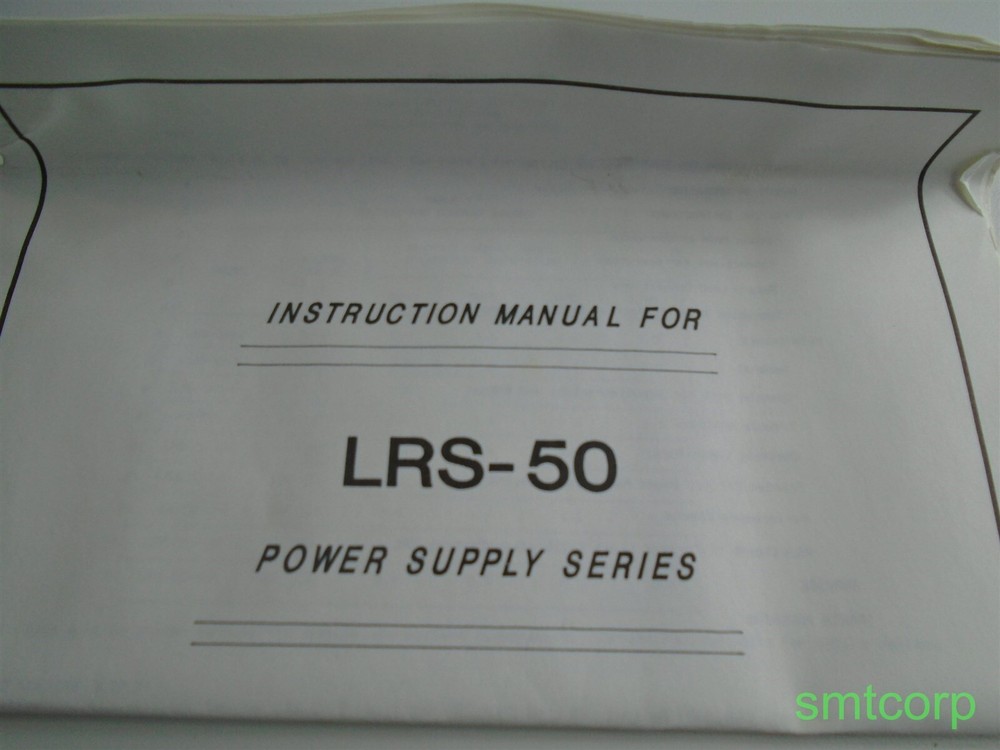 INSTRUCTION MANUAL FOR
LRS-50
POWER SUPPLY SERIES
smtcorp